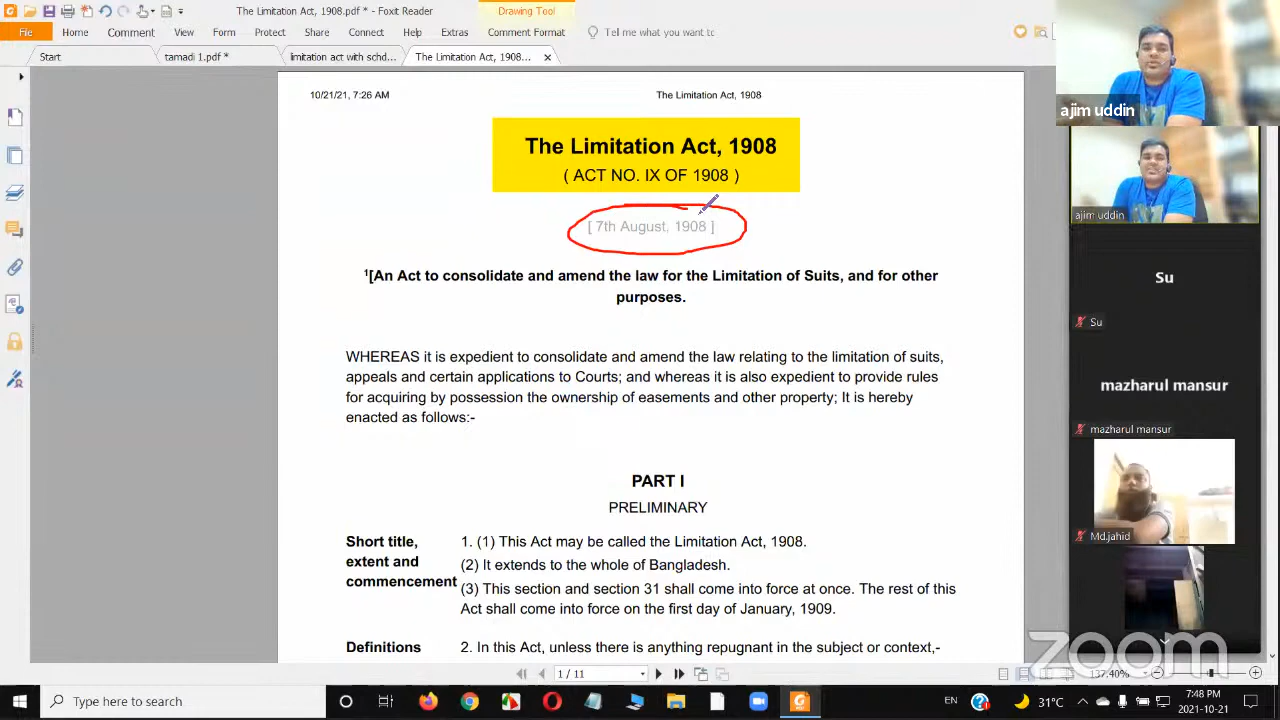 The Limitation Act, 1908.pdf * - Foxit Reader
Drawing Tool
File
Home
Comment
View
Form
Protect
Share
Connect
Help
Extras
Comment Format
Tell me what you want to
Start
tamadi 1.pdf *
limitation act with schd...
The Limitation Act, 1908...
10/21/21, 7:26 AM
The Limitation Act, 1908
The Limitation Act, 1908
( ACT NO. IX OF 1908 )
[ 7th August, 1908 ]
1[An Act to consolidate and amend the law for the Limitation of Suits, and for other
purposes.
WHEREAS it is expedient to consolidate and amend the law relating to the limitation of suits,
appeals and certain applications to Courts; and whereas it is also expedient to provide rules
for acquiring by possession the ownership of easements and other property; It is hereby
enacted as follows:-
PART I
PRELIMINARY
Short title,
extent and
commencement
1. (1) This Act may be called the Limitation Act, 1908.
(2) It extends to the whole of Bangladesh.
(3) This section and section 31 shall come into force at once. The rest of this
Act shall come into force on the first day of January, 1909.
Definitions
2. In this Act, unless there is anything repugnant in the subject or context,-
1 / 11
137.40%
ajim uddin
ajim uddin
Su
Su
mazharul mansur
mazharul mansur
Md.jahid
zoom
Type here to search
EN
31°C
7:48 PM
2021-10-21